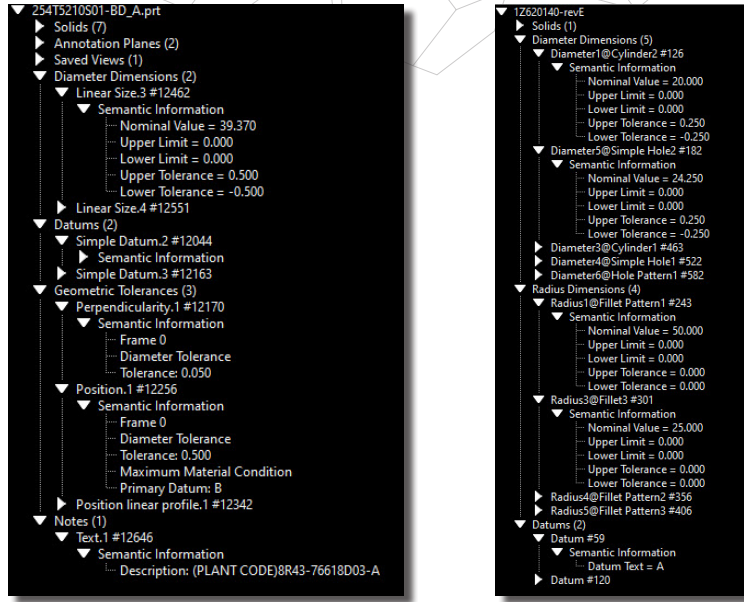 254T5210S01-BD_A.prt
Solids (7)
Annotation Planes (2)
Saved Views (1)
Diameter Dimensions (2)
Linear Size.3 #12462
Semantic Information
Nominal Value = 39.370
Upper Limit = 0.000
Lower Limit = 0.000
Upper Tolerance = 0.500
Lower Tolerance = -0.500
Linear Size.4 #12551
Datums (2)
Simple Datum.2 #12044
Semantic Information
Simple Datum.3 #12163
Geometric Tolerances (3)
Perpendicularity.1 #12170
Semantic Information
Frame 0
Diameter Tolerance
Tolerance: 0.050
Position.1 #12256
Semantic Information
Frame 0
Diameter Tolerance
Tolerance: 0.500
Maximum Material Condition
Primary Datum: B
Position linear profile.1 #12342
Notes (1)
Text.1 #12646
Semantic Information
Description: (PLANT CODE)8R43-76618D03-A
1Z620140-revE
Solids (1)
Diameter Dimensions (5)
Diameter1@Cylinder2 #126
Semantic Information
Nominal Value = 20.000
Upper Limit = 0.000
Lower Limit = 0.000
Upper Tolerance = 0.250
Lower Tolerance = -0.250
Diameter5@Simple Hole2 #182
Semantic Information
Nominal Value = 24.250
Upper Limit = 0.000
Lower Limit = 0.000
Upper Tolerance = 0.250
Lower Tolerance = -0.250
Diameter3@Cylinder1 #463
Diameter4@Simple Hole1 #522
Diameter6@Hole Pattern1 #582
Radius Dimensions (4)
Radius1@Fillet Pattern1 #243
Semantic Information
Nominal Value = 50.000
Upper Limit = 0.000
Lower Limit = 0.000
Upper Tolerance = 0.000
Lower Tolerance = 0.000
Radius3@Fillet3 #301
Semantic Information
Nominal Value = 25.000
Upper Limit = 0.000
Lower Limit = 0.000
Upper Tolerance = 0.000
Lower Tolerance = 0.000
Radius4@Fillet Pattern2 #356
Radius5@Fillet Pattern3 #406
Datums (2)
Datum #59
Semantic Information
Datum Text = A
Datum #120